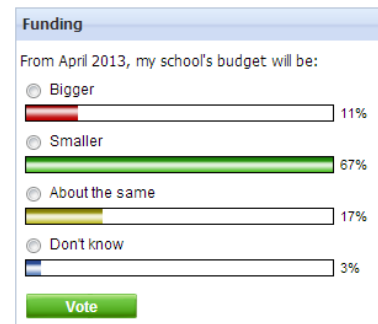 Funding
From April 2013, my school's budget will be:
Bigger
11%
Smaller
67%
About the same
17%
Don't know
3%
Vote